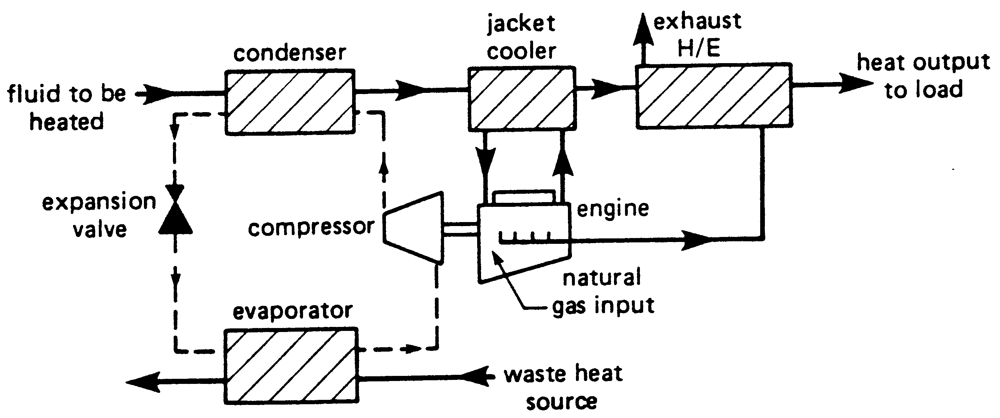 jacket
cooler
exhaust
H/E
condenser
heat output
to load
fluid to be
heated
expansion
valve
compressor
engine
natural
gas input
evaporator
waste heat
source